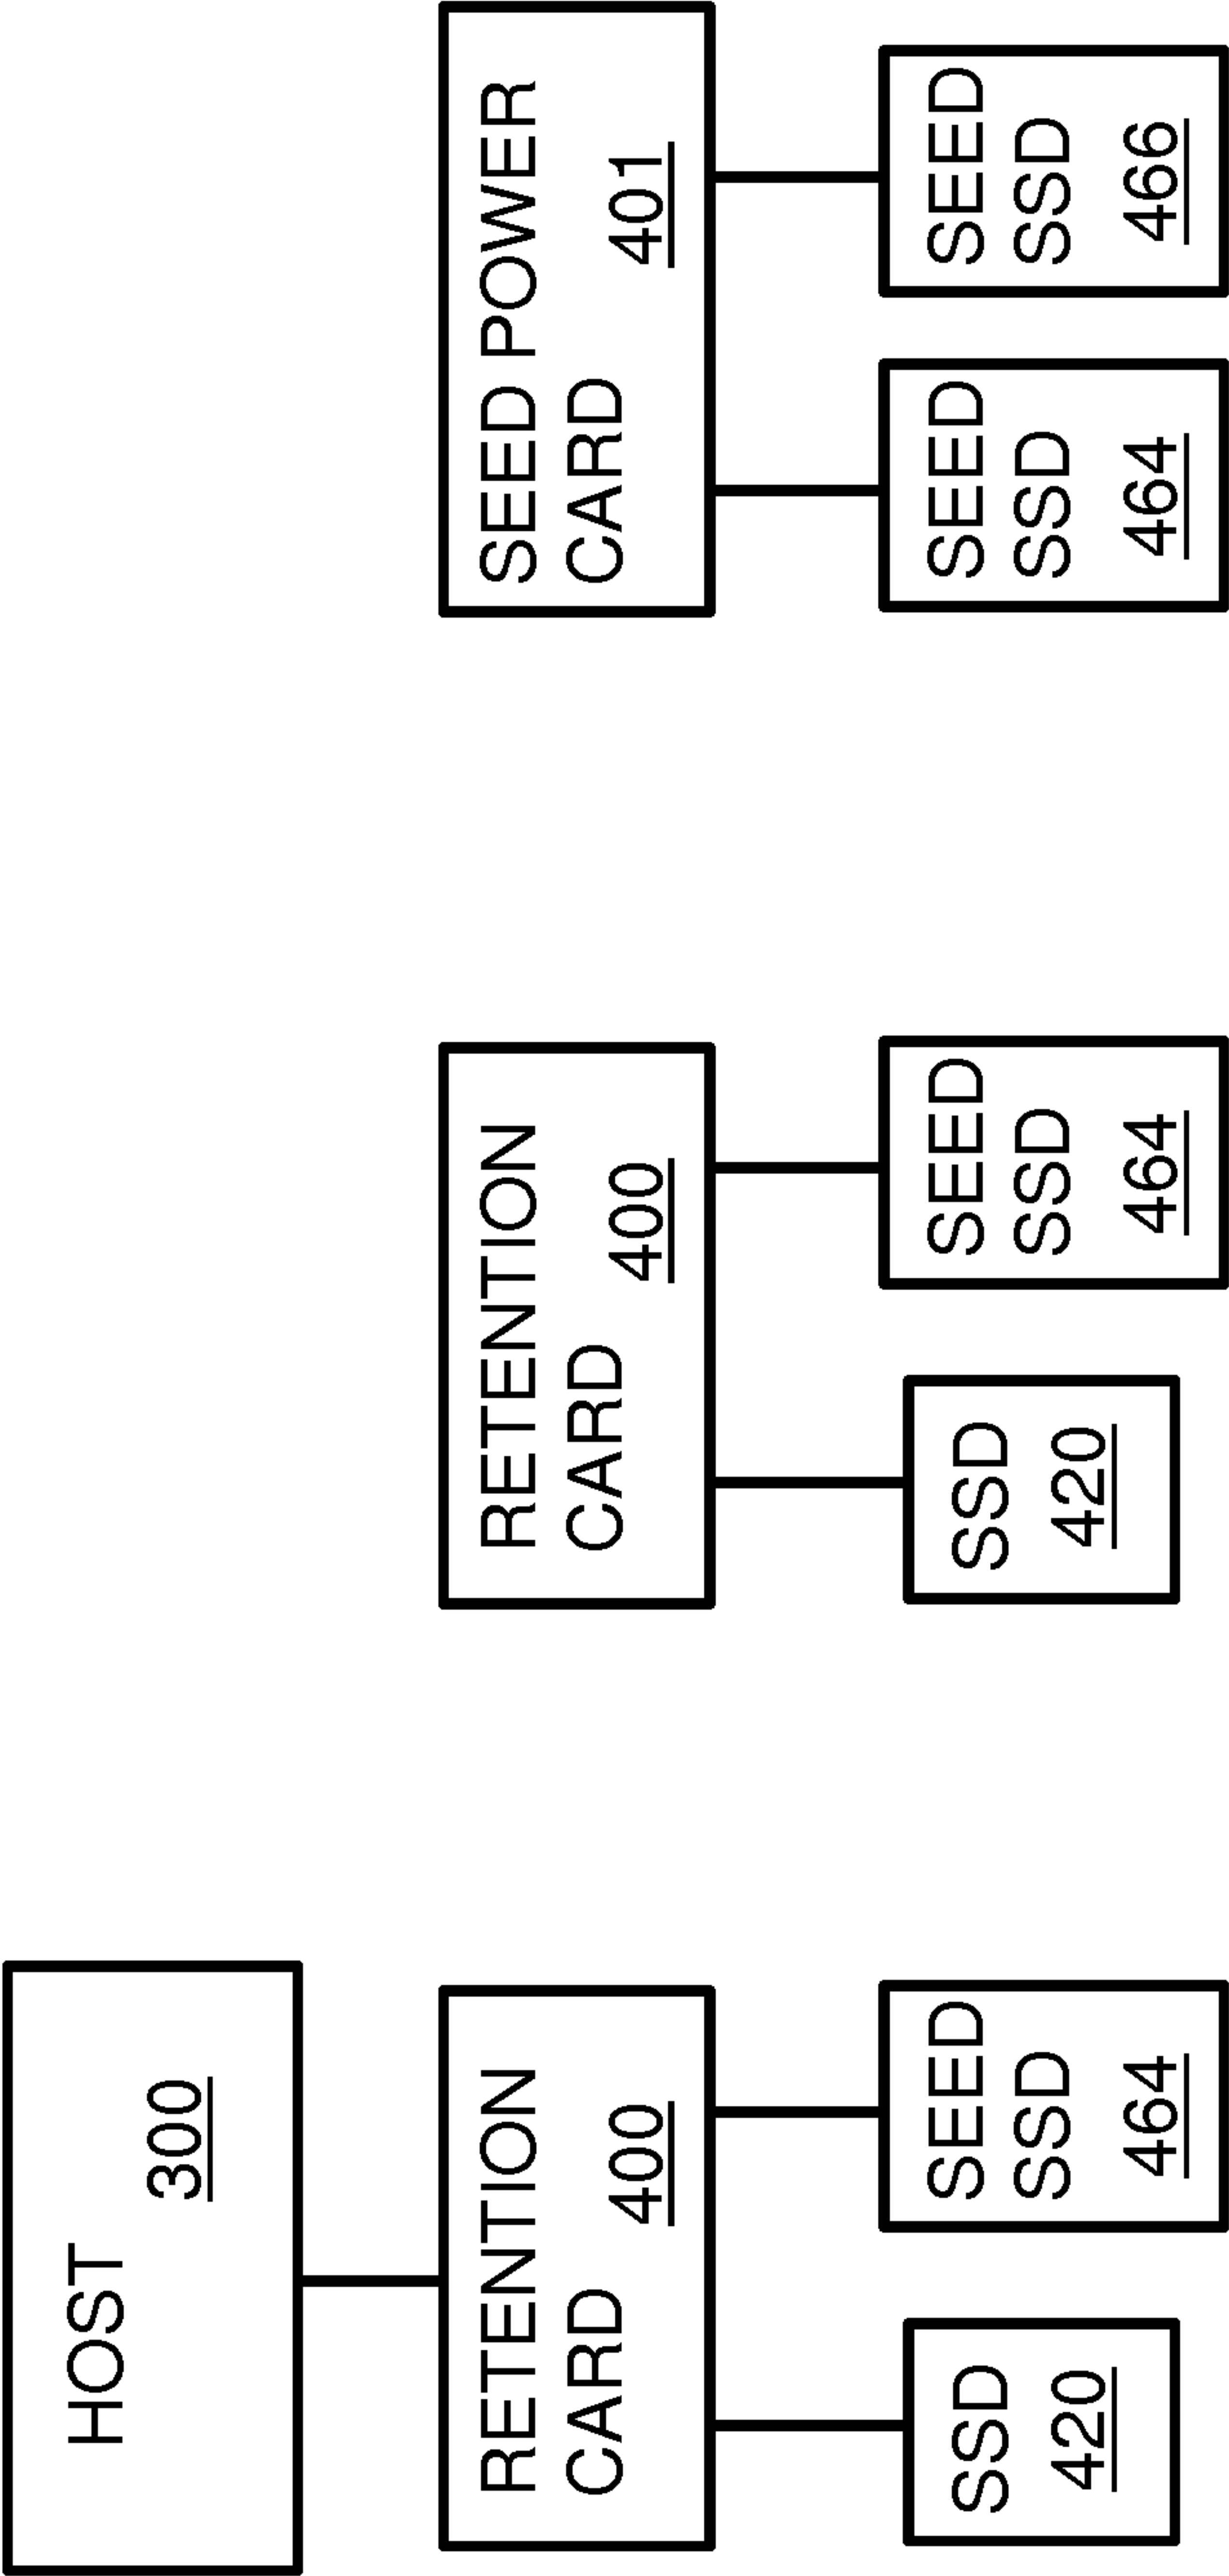 HOST
300
RETENTION
CARD
400
SSD
420
SEED
SSD
464
RETENTION
CARD
400
SSD
420
SEED
SSD
464
SEED POWER
CARD
401
SEED
SSD
464
SEED
SSD
466